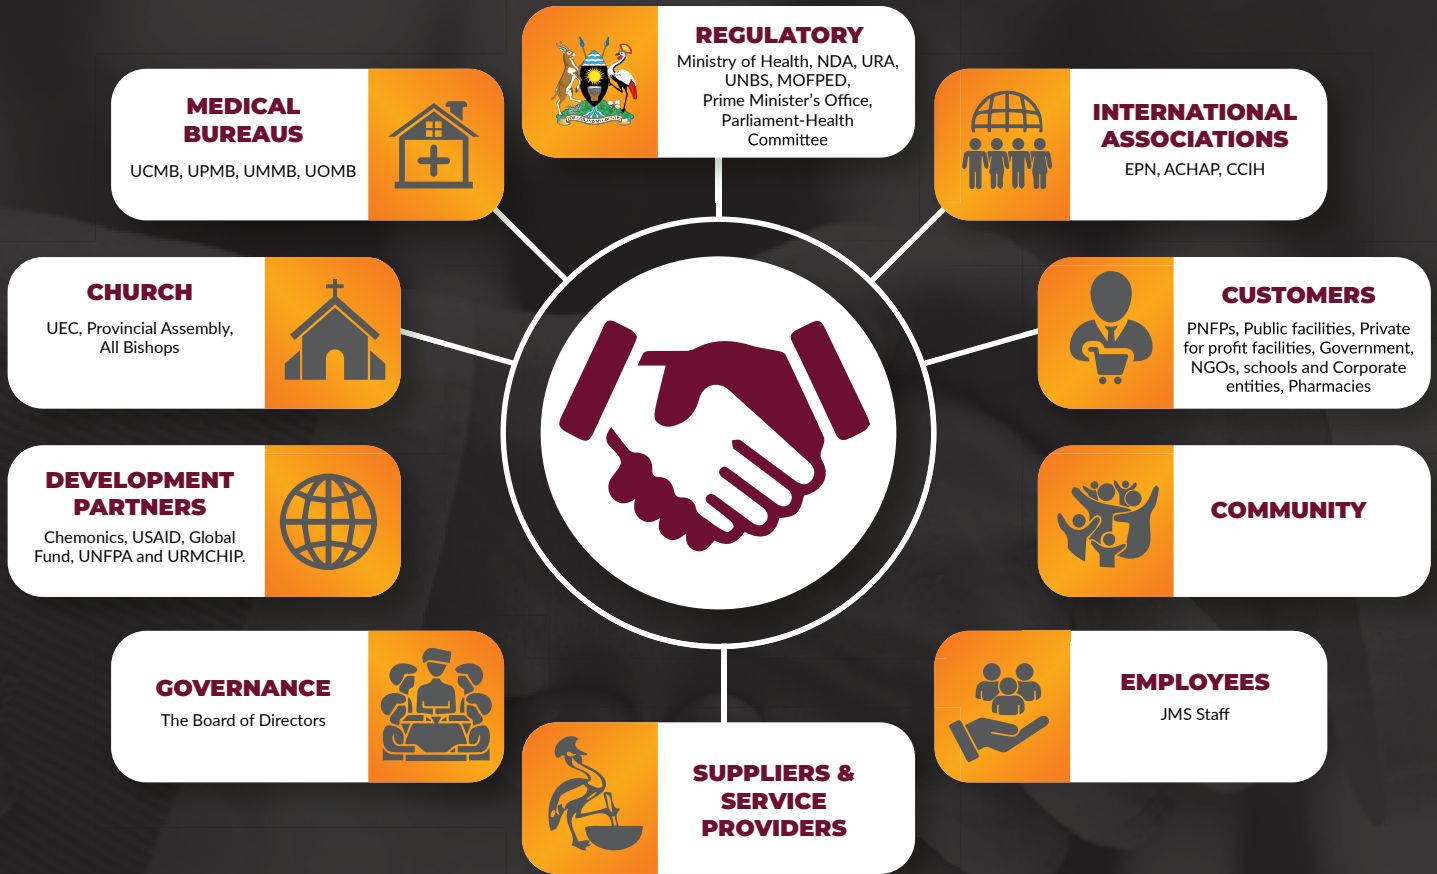 REGULATORY
Ministry of Health, NDA, URA,
UNBS, MOFPED,
Prime Minister's Office,
Parliament-Health
Committee
MEDICAL
BUREAUS
UCMB, UPMB, UMMB, UOMB
INTERNATIONAL
ASSOCIATIONS
EPN, ACHAP, CCIH
CHURCH
UEC, Provincial Assembly,
All Bishops
CUSTOMERS
PNFPs, Public facilities, Private
for profit facilities, Government,
NGOs, schools and Corporate
entities, Pharmacies
DEVELOPMENT
PARTNERS
Chemonics, USAID, Global
Fund, UNFPA and URMCHIP.
COMMUNITY
GOVERNANCE
The Board of Directors
EMPLOYEES
JMS Staff
SUPPLIERS &
SERVICE
PROVIDERS